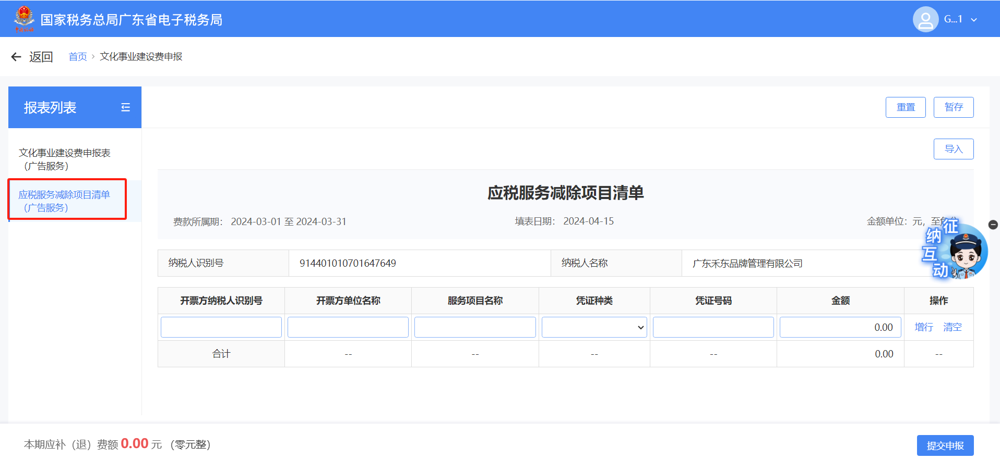 国家税务总局广东省电子税务局
G...1
返回 首页 > 文化事业建设费申报
报表列表
重置 暂存
导入
文化事业建设费申报表
（广告服务）
应税服务减除项目清单
（广告服务）
应税服务减除项目清单
费款所属期： 2024-03-01 至 2024-03-31 填表日期： 2024-04-15 金额单位：元，至
征纳互动
纳税人识别号 914401010701647649 纳税人名称 广东禾东品牌管理有限公司
开票方纳税人识别号 开票方单位名称 服务项目名称 凭证种类 凭证号码 金额 操作
0.00 增行 清空
合计 -- -- -- -- 0.00 --
本期应补（退）费额 0.00 元 （零元整） 提交申报